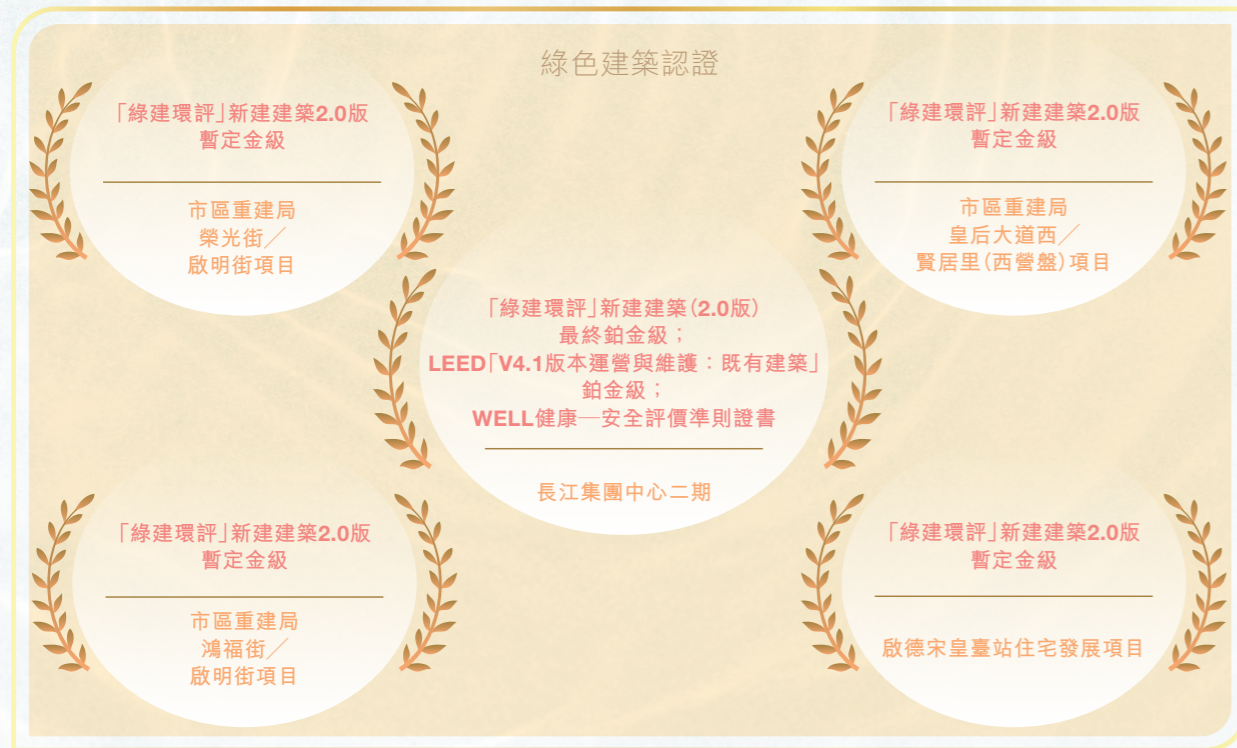 綠色建築認證
「綠建環評」新建建築2.0版
暫定金級
市區重建局
榮光街／
啟明街項目
「綠建環評」新建建築2.0版
暫定金級
市區重建局
皇后大道西／
賢居里(西營盤)項目
「綠建環評」新建建築(2.0版)
最終鉑金級；
LEED「V4.1版本運營與維護：既有建築」
鉑金級；
WELL健康—安全評價準則證書
長江集團中心二期
「綠建環評」新建建築2.0版
暫定金級
市區重建局
鴻福街／
啟明街項目
「綠建環評」新建建築2.0版
暫定金級
啟德宋皇臺站住宅發展項目